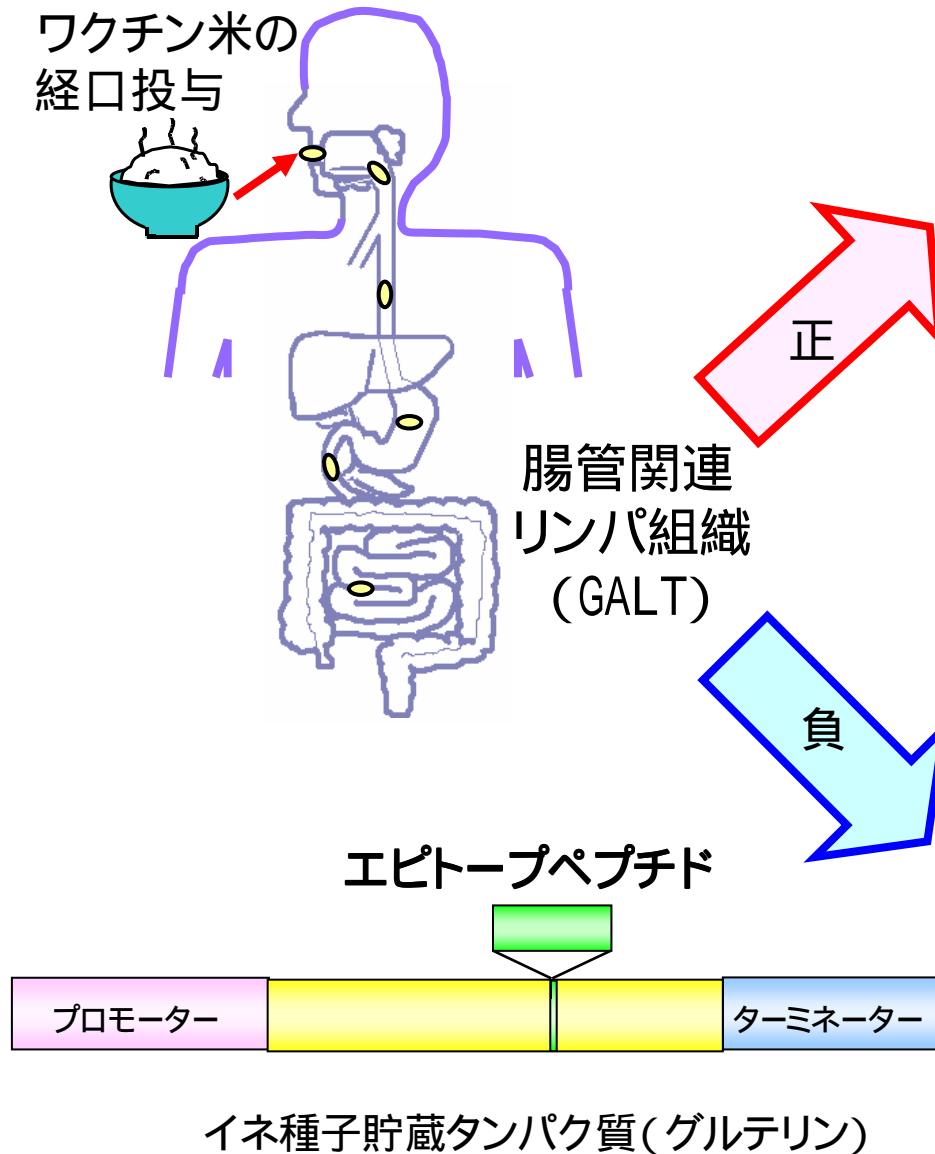 ワクチン米の
経口投与
正
腸管関連
リンパ組織
(GALT)
負
エピトープペプチド
プロモーター
ターミネーター
イネ種子貯蔵タンパク質(グルテリン)